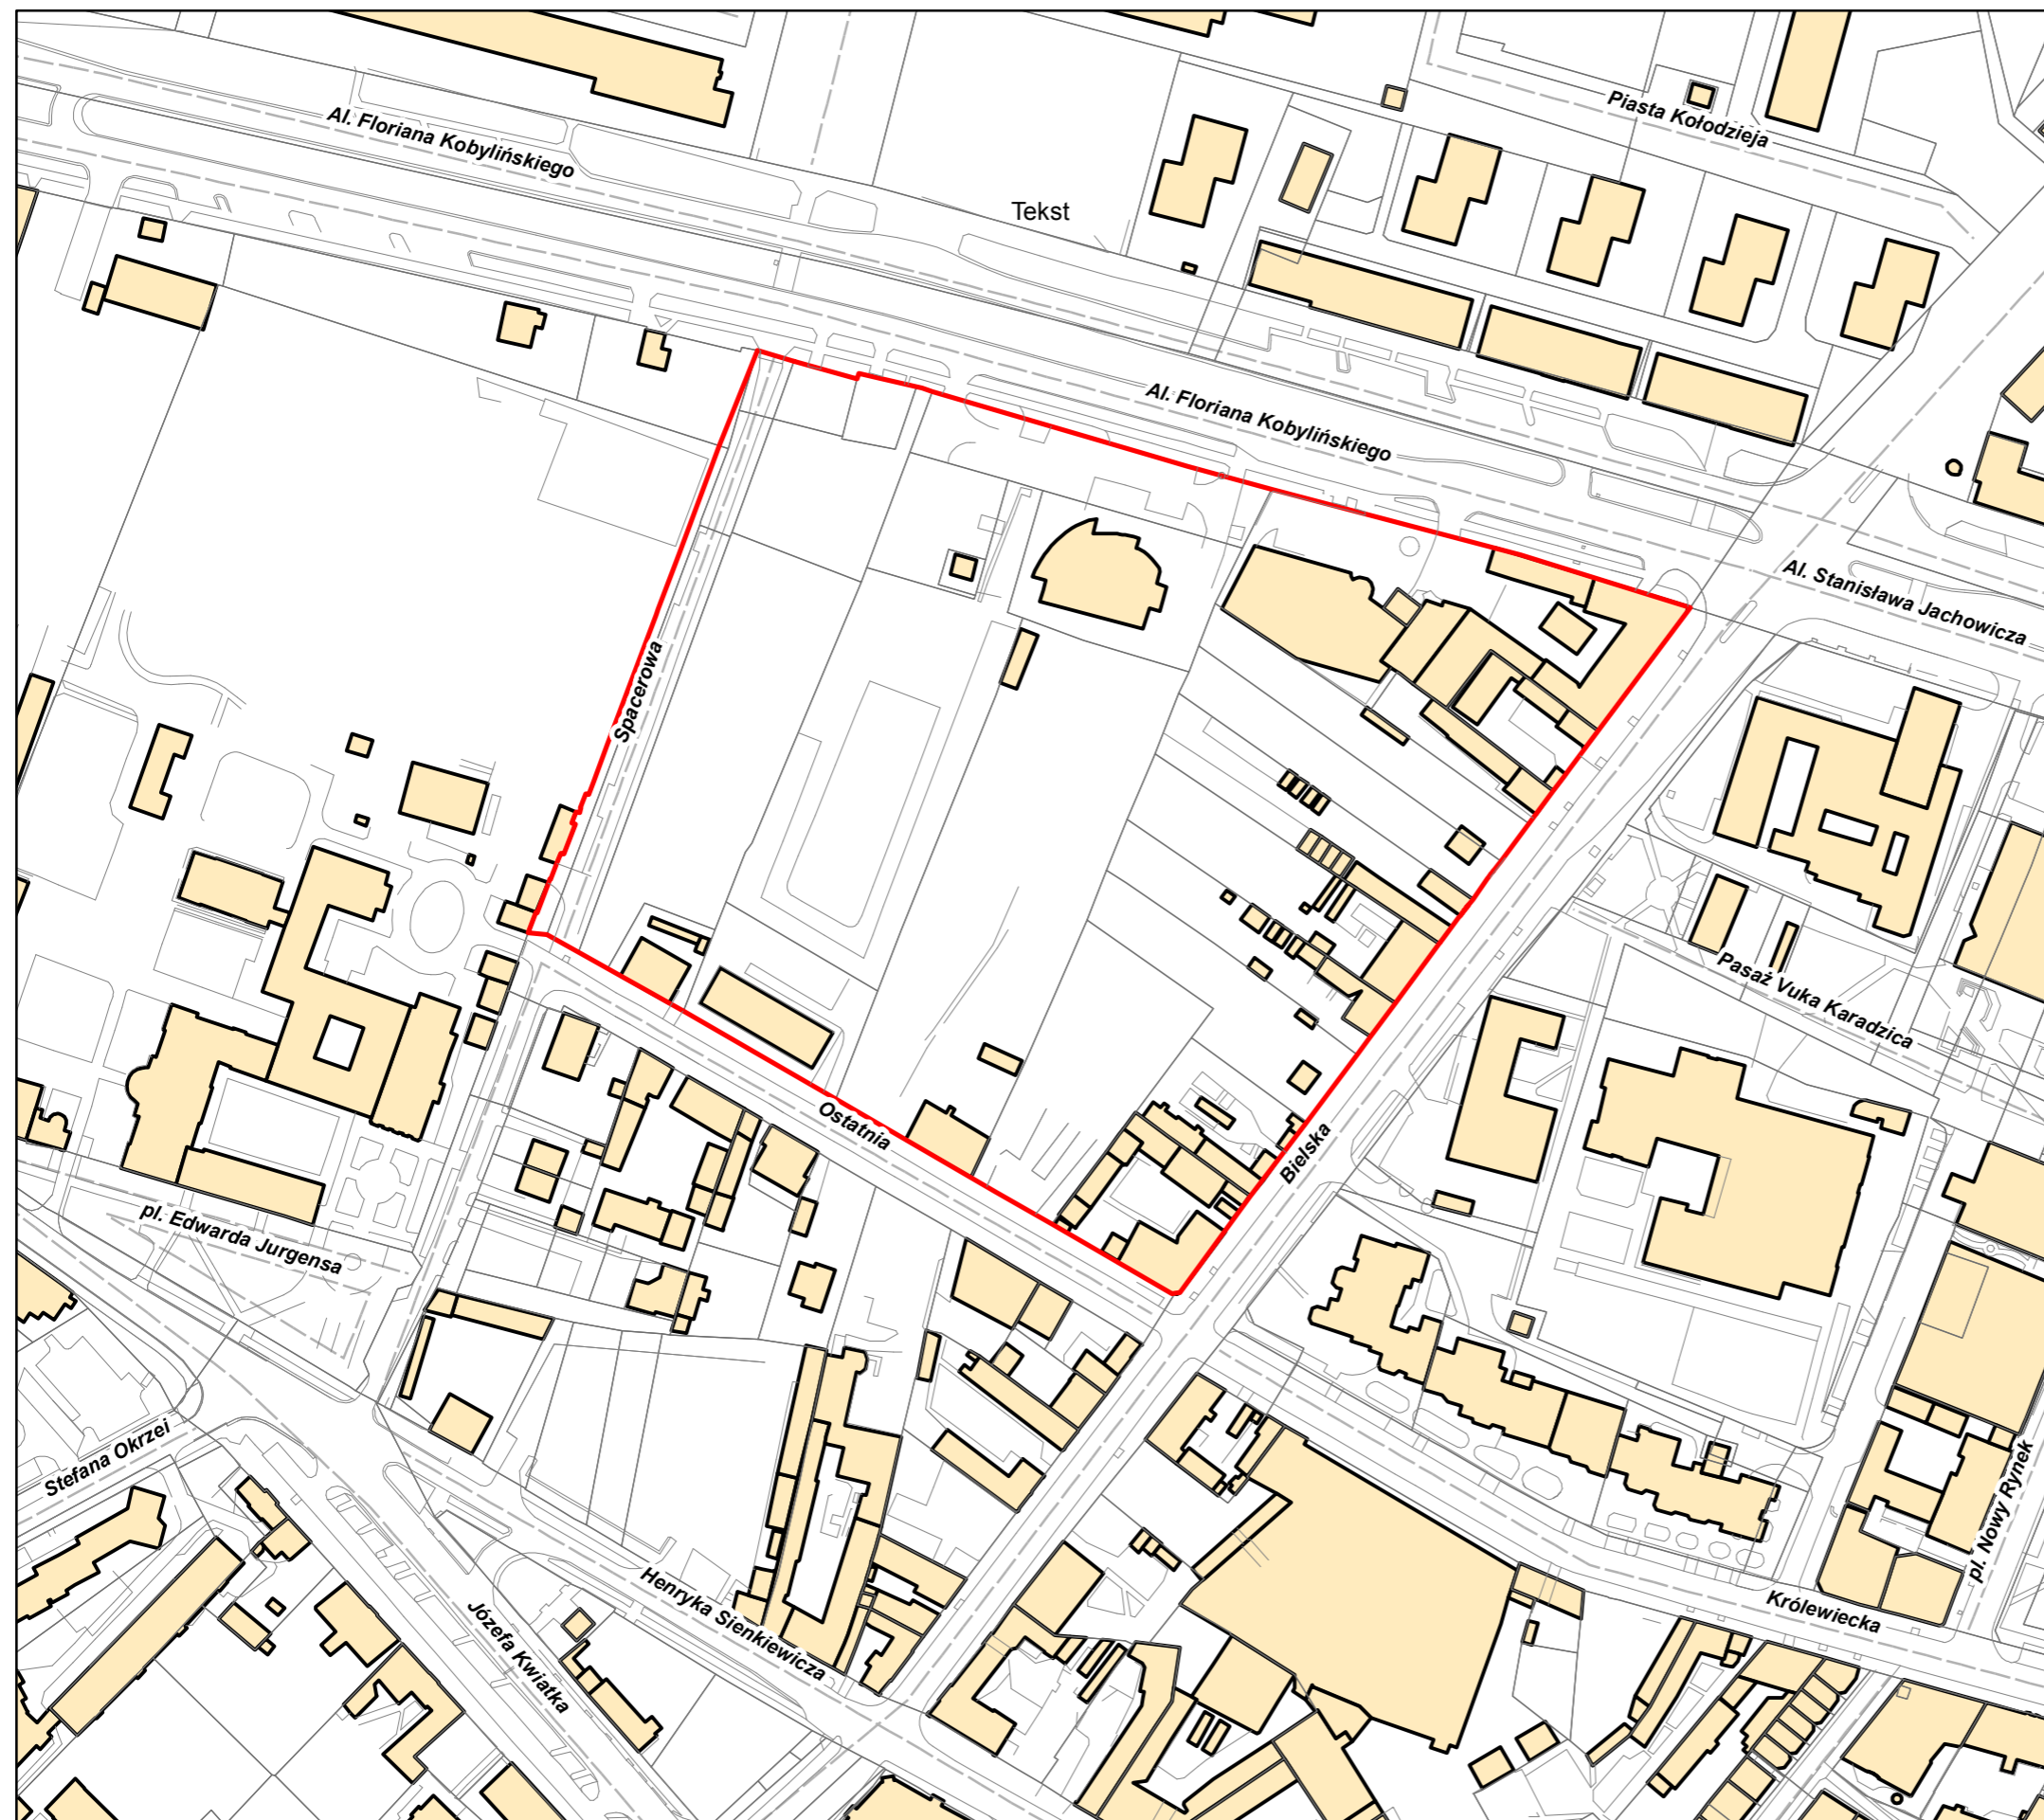 Piasta Kołodzieja
Al. Floriana Kobylińskiego
Tekst
Al. Floriana Kobylińskiego
Al. Stanisława Jachowicza
Spacerowa
Pasaż Vuka Karadzica
Ostatnia
Bielska
pl. Edwarda Jurgensa
Stefana Okrzei
pl. Nowy Rynek
Henryka Sienkiewicza
Józefa Kwiatka
Królewiecka